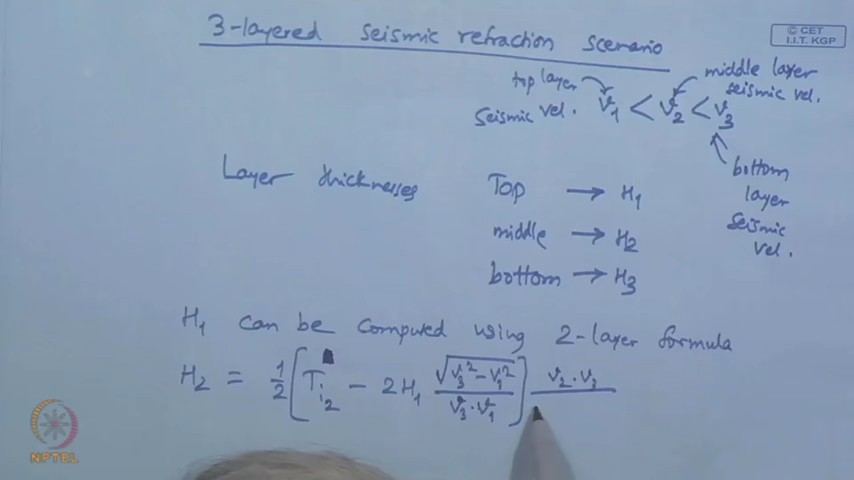 © CET
I.I.T. KGP
3-layered seismic refraction scenario
top layer
middle layer
seismic vel.
Seismic vel. v₁ < v₂ < v₃
bottom
layer
seismic
vel.
Layer thicknesses
Top → H₁
middle → H₂
bottom → H₃
H₁ can be computed using 2-layer formula
H₂ = 1/2 [T_i₂ − 2H₁ √(v₃² − v₁²) / (v₃·v₁)] v₂·v₃
NPTEL